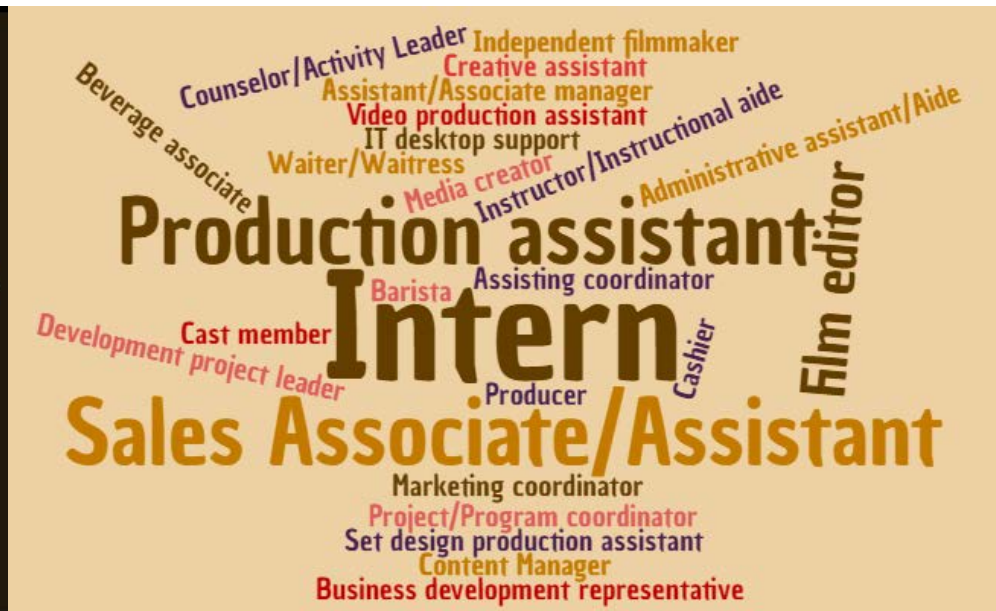 Counselor/Activity Leader
Independent filmmaker
Creative assistant
Beverage associate
Assistant/Associate manager
Video production assistant
IT desktop support
Waiter/Waitress
Media creator
Instructor/Instructional aide
Administrative assistant/Aide
Production assistant
Film editor
Assisting coordinator
Barista
Intern
Cast member
Development project leader
Cashier
Producer
Sales Associate/Assistant
Marketing coordinator
Project/Program coordinator
Set design production assistant
Content Manager
Business development representative